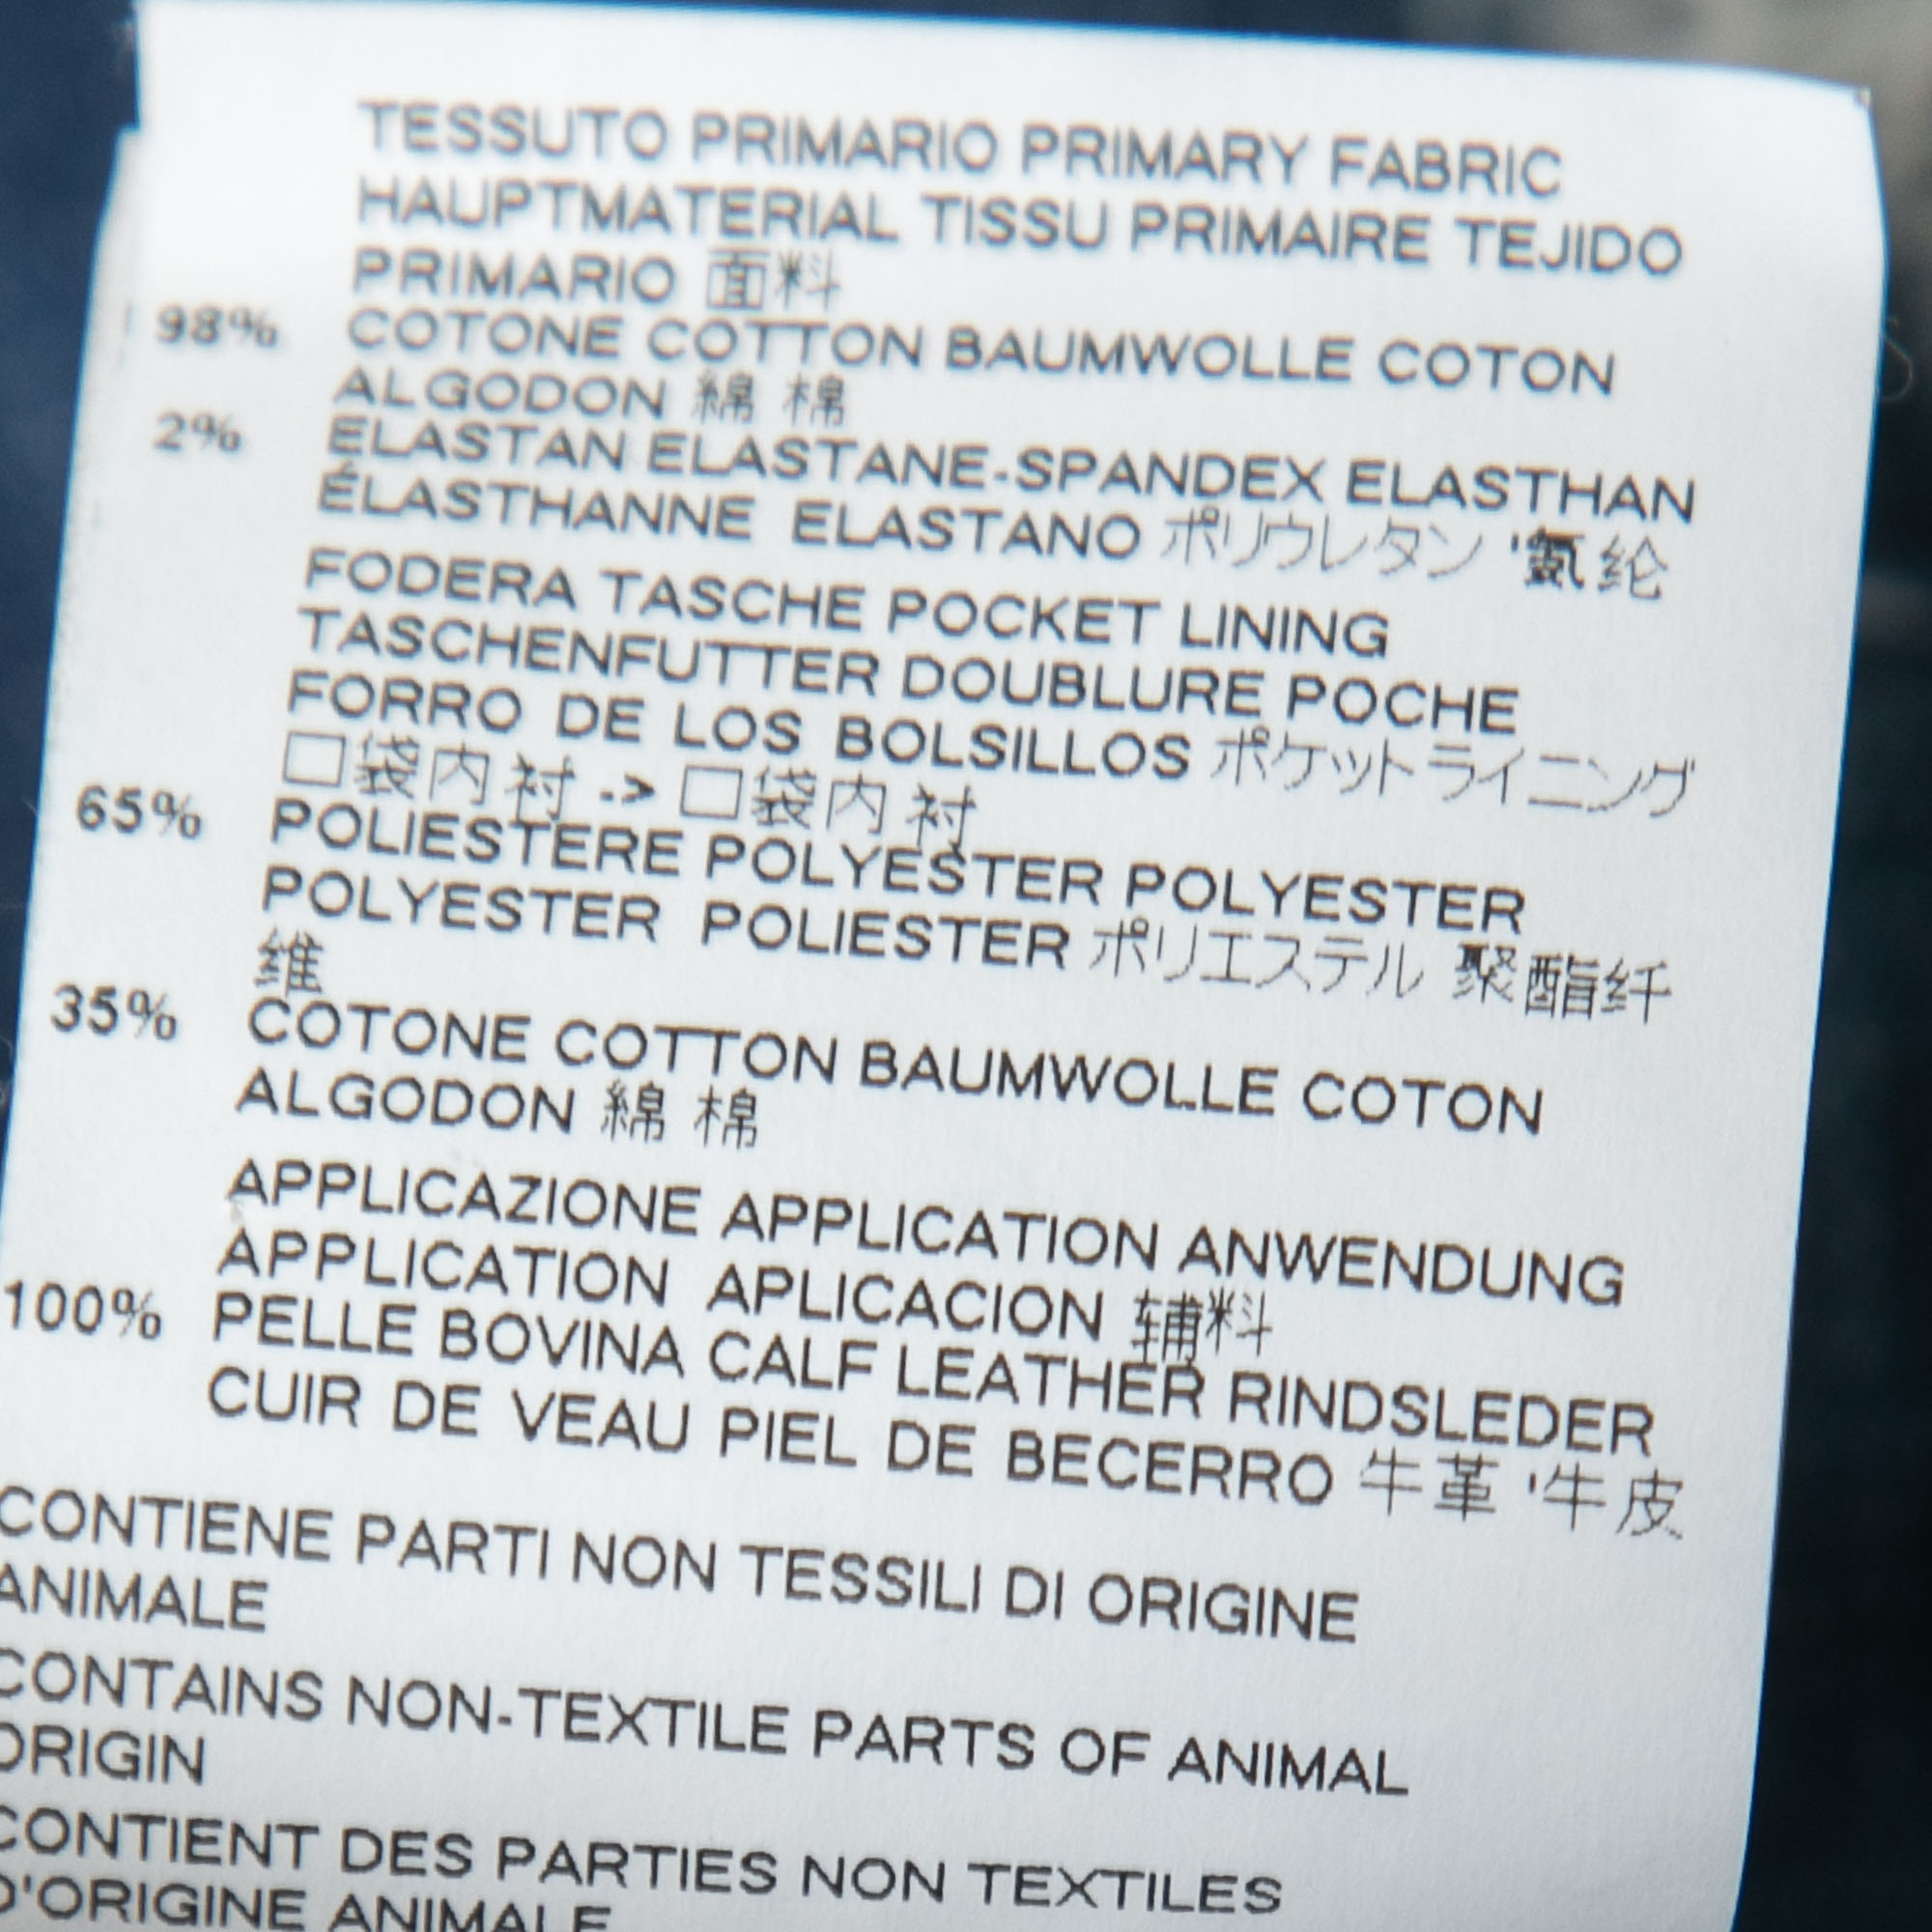 TESSUTO PRIMARIO PRIMARY FABRIC
HAUPTMATERIAL TISSU PRIMAIRE TEJIDO
PRIMARIO 面料
98% COTONE COTTON BAUMWOLLE COTON
ALGODON 綿 棉
2% ELASTAN ELASTANE-SPANDEX ELASTHAN
ÉLASTHANNE ELASTANO ポリウレタン '氨纶
FODERA TASCHE POCKET LINING
TASCHENFUTTER DOUBLURE POCHE
FORRO DE LOS BOLSILLOS ポケットライニング
口袋内衬 -> 口袋内衬
65% POLIESTERE POLYESTER POLYESTER
POLYESTER POLIESTER ポリエステル 聚酯纤
维
35% COTONE COTTON BAUMWOLLE COTON
ALGODON 綿 棉
APPLICAZIONE APPLICATION ANWENDUNG
APPLICATION APLICACION 辅料
100% PELLE BOVINA CALF LEATHER RINDSLEDER
CUIR DE VEAU PIEL DE BECERRO 牛革 '牛皮
CONTIENE PARTI NON TESSILI DI ORIGINE
ANIMALE
CONTAINS NON-TEXTILE PARTS OF ANIMAL
ORIGIN
CONTIENT DES PARTIES NON TEXTILES
D'ORIGINE ANIMALE